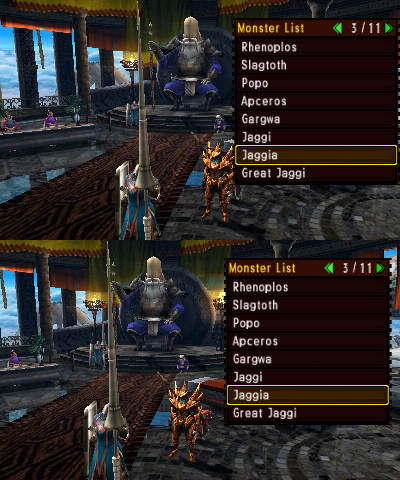 Monster List 3 / 11
Rhenoplos
Slagtoth
Popo
Apceros
Gargwa
Jaggi
Jaggia
Great Jaggi
Monster List 3 / 11
Rhenoplos
Slagtoth
Popo
Apceros
Gargwa
Jaggi
Jaggia
Great Jaggi